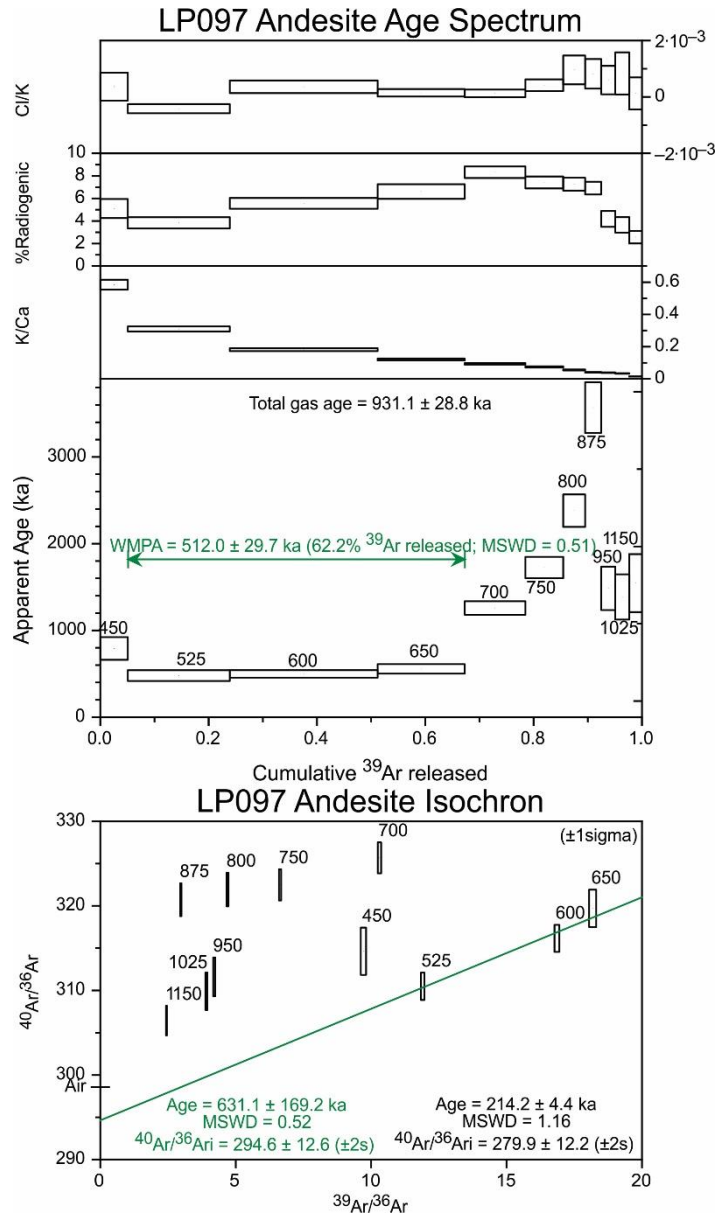 LP097 Andesite Age Spectrum
Cl/K
2·10⁻³
0
−2·10⁻³
%Radiogenic
10
8
6
4
2
0
K/Ca
0.6
0.4
0.2
0
Total gas age = 931.1 ± 28.8 ka
Apparent Age (ka)
3000
2000
1000
0
WMPA = 512.0 ± 29.7 ka (62.2% ³⁹Ar released; MSWD = 0.51)
450
525
600
650
700
750
800
875
950
1025
1150
0.0 0.2 0.4 0.6 0.8 1.0
Cumulative ³⁹Ar released
LP097 Andesite Isochron
330
320
310
300
Air
290
⁴⁰Ar/³⁶Ar
(±1sigma)
875
800
750
700
450
650
600
525
1025
950
1150
Age = 631.1 ± 169.2 ka
MSWD = 0.52
⁴⁰Ar/³⁶Ari = 294.6 ± 12.6 (±2s)
Age = 214.2 ± 4.4 ka
MSWD = 1.16
⁴⁰Ar/³⁶Ari = 279.9 ± 12.2 (±2s)
0 5 10 15 20
³⁹Ar/³⁶Ar